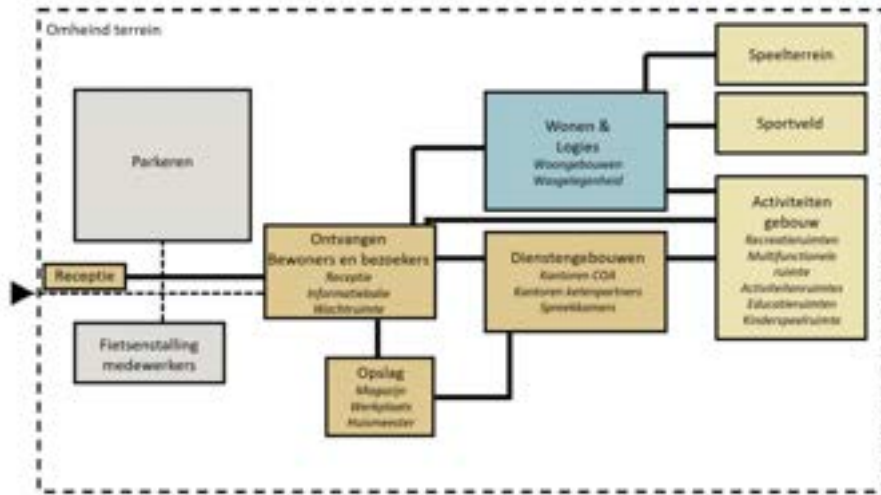 Omheind terrein
Parkeren
Receptie
Fietsenstalling
medewerkers
Ontvangen
Bewoners en bezoekers
Receptie
Informatiebalie
Wachtruimte
Opslag
Magazijn
Werkplaats
Huismeester
Wonen &
Logies
Woongebouwen
Wasgelegenheid
Dienstengebouwen
Kantoren COA
Kantoren ketenpartners
Spreekkamers
Speelterrein
Sportveld
Activiteiten
gebouw
Recreatieruimten
Multifunctionele
ruimte
Activiteitenruimtes
Educatieruimten
Kinderspeelruimte